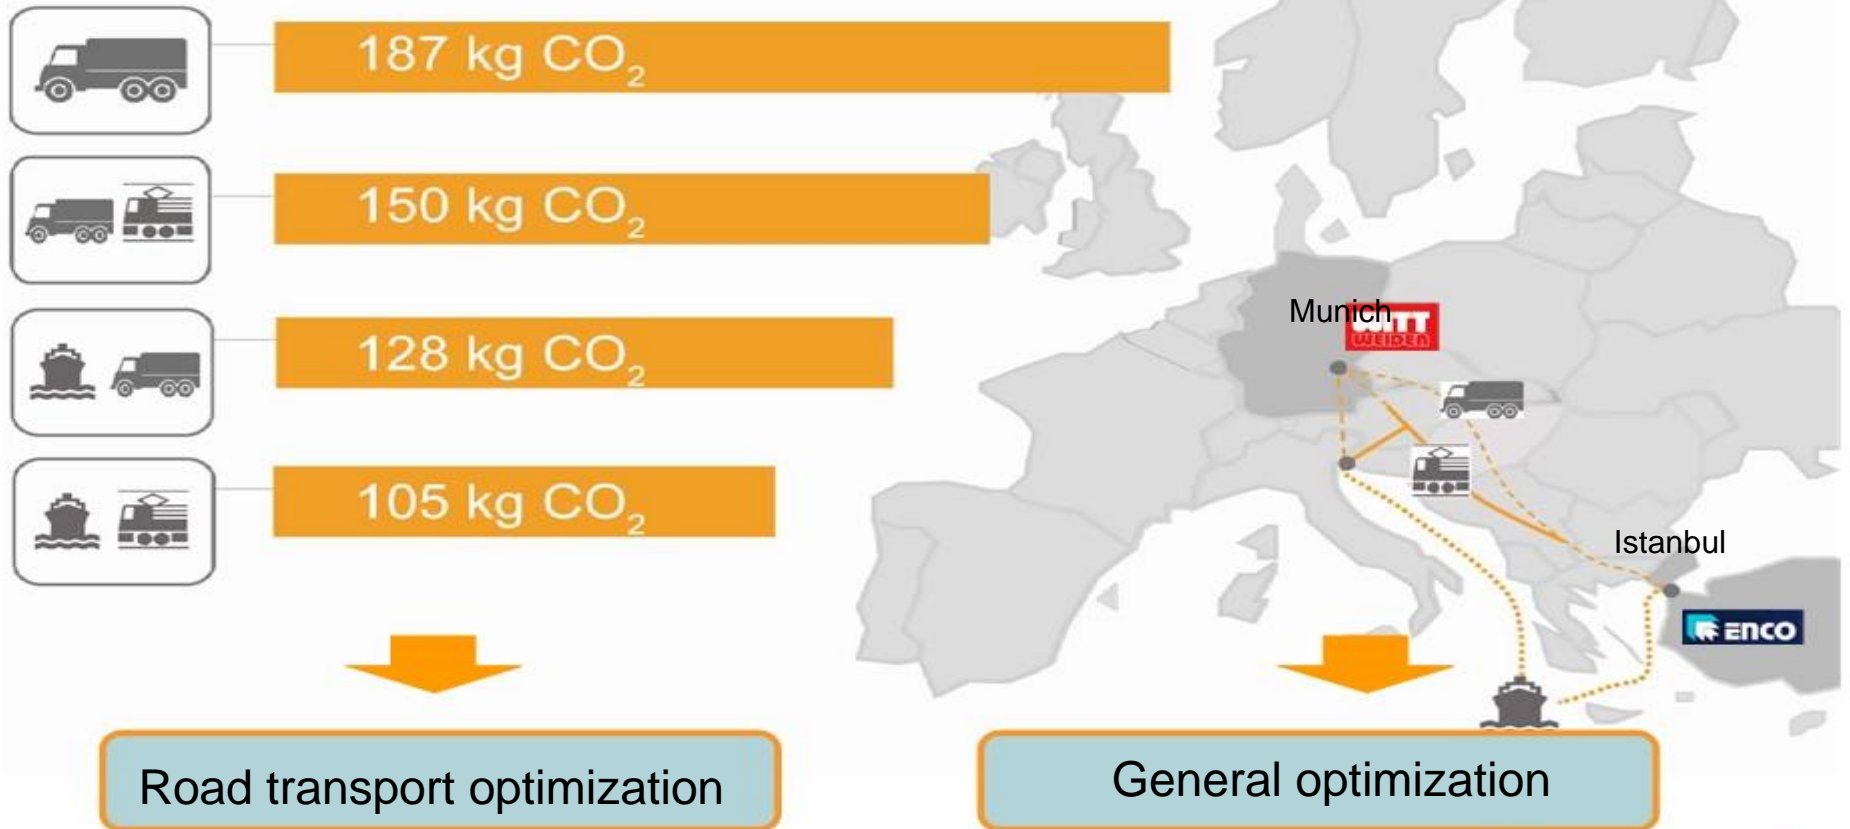 187 kg CO₂
150 kg CO₂
128 kg CO₂
105 kg CO₂
Munich
WITT
WEIDEN
Istanbul
ENCO
Road transport optimization
General optimization